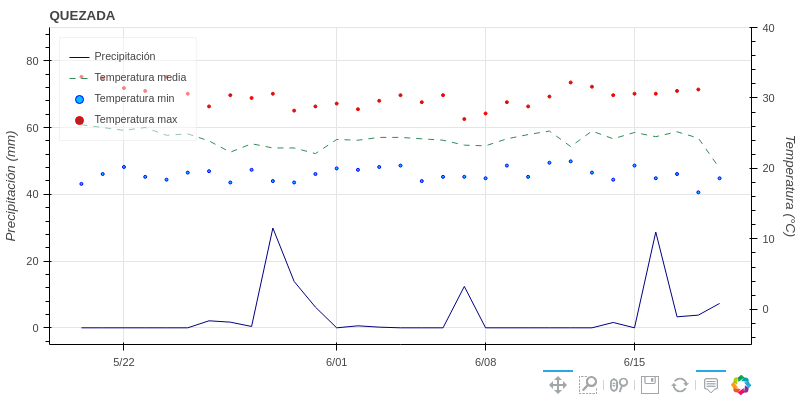 QUEZADA
Precipitación
Temperatura media
Temperatura min
Temperatura max
Precipitación (mm)
80
60
40
20
0
Temperatura (°C)
40
30
20
10
0
5/22
6/01
6/08
6/15